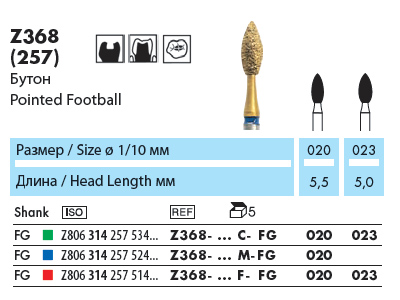 Z368
(257)
Бутон
Pointed Football
Размер / Size ø 1/10 мм 020 023
Длина / Head Length мм 5,5 5,0
Shank ISO REF 5
FG Z806 314 257 534... Z368- ... C- FG 020 023
FG Z806 314 257 524... Z368- ... M-FG 020
FG Z806 314 257 514... Z368- ... F- FG 020 023